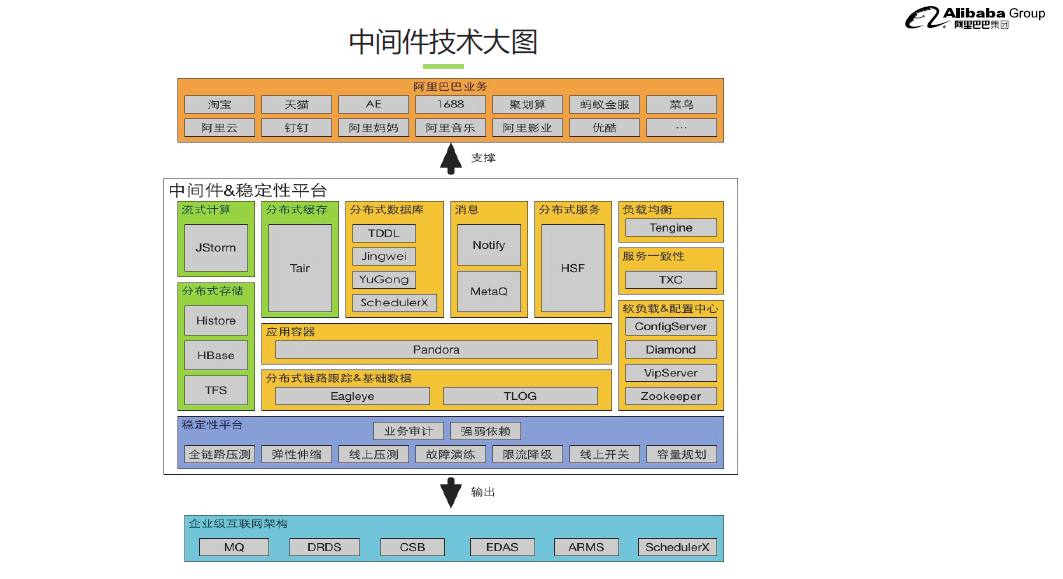 Alibaba Group
阿里巴巴集团
中间件技术大图
阿里巴巴业务
淘宝 天猫 AE 1688 聚划算 蚂蚁金服 菜鸟
阿里云 钉钉 阿里妈妈 阿里音乐 阿里影业 优酷 …
支撑
中间件&稳定性平台
流式计算
JStorm
分布式存储
Histore
HBase
TFS
分布式缓存
Tair
分布式数据库
TDDL
Jingwei
YuGong
SchedulerX
消息
Notify
MetaQ
分布式服务
HSF
应用容器
Pandora
分布式链路跟踪&基础数据
Eagleye TLOG
负载均衡
Tengine
服务一致性
TXC
软负载&配置中心
ConfigServer
Diamond
VipServer
Zookeeper
稳定性平台
业务审计 强弱依赖
全链路压测 弹性伸缩 线上压测 故障演练 限流降级 线上开关 容量规划
输出
企业级互联网架构
MQ DRDS CSB EDAS ARMS SchedulerX